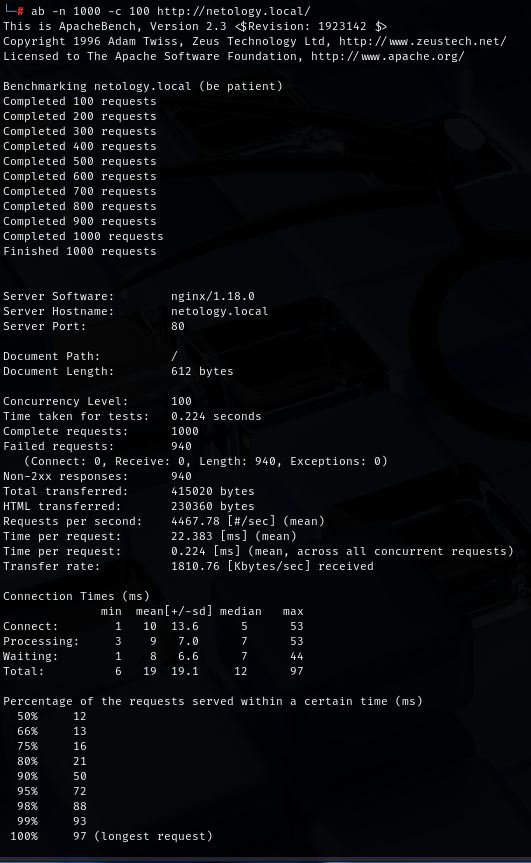 └─# ab -n 1000 -c 100 http://netology.local/
This is ApacheBench, Version 2.3 <$Revision: 1923142 $>
Copyright 1996 Adam Twiss, Zeus Technology Ltd, http://www.zeustech.net/
Licensed to The Apache Software Foundation, http://www.apache.org/

Benchmarking netology.local (be patient)
Completed 100 requests
Completed 200 requests
Completed 300 requests
Completed 400 requests
Completed 500 requests
Completed 600 requests
Completed 700 requests
Completed 800 requests
Completed 900 requests
Completed 1000 requests
Finished 1000 requests


Server Software:        nginx/1.18.0
Server Hostname:        netology.local
Server Port:            80

Document Path:          /
Document Length:        612 bytes

Concurrency Level:      100
Time taken for tests:   0.224 seconds
Complete requests:      1000
Failed requests:        940
   (Connect: 0, Receive: 0, Length: 940, Exceptions: 0)
Non-2xx responses:      940
Total transferred:      415020 bytes
HTML transferred:       230360 bytes
Requests per second:    4467.78 [#/sec] (mean)
Time per request:       22.383 [ms] (mean)
Time per request:       0.224 [ms] (mean, across all concurrent requests)
Transfer rate:          1810.76 [Kbytes/sec] received

Connection Times (ms)
              min  mean[+/-sd] median   max
Connect:        1   10  13.6      5      53
Processing:     3    9   7.0      7      53
Waiting:        1    8   6.6      7      44
Total:          6   19  19.1     12      97

Percentage of the requests served within a certain time (ms)
  50%     12
  66%     13
  75%     16
  80%     21
  90%     50
  95%     72
  98%     88
  99%     93
 100%     97 (longest request)